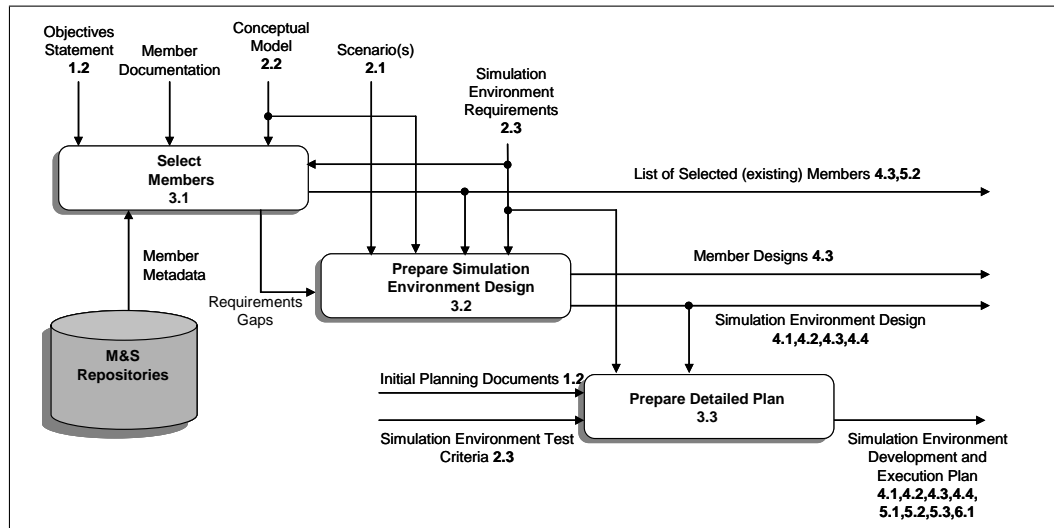 Objectives
Statement
1.2
Member
Documentation
Conceptual
Model
2.2
Scenario(s)
2.1
Simulation
Environment
Requirements
2.3
Select
Members
3.1
List of Selected (existing) Members 4.3,5.2
Member
Metadata
Requirements
Gaps
Prepare Simulation
Environment Design
3.2
Member Designs 4.3
Simulation Environment Design
4.1,4.2,4.3,4.4
M&S
Repositories
Initial Planning Documents 1.2
Simulation Environment Test
Criteria 2.3
Prepare Detailed Plan
3.3
Simulation Environment
Development and
Execution Plan
4.1,4.2,4.3,4.4,
5.1,5.2,5.3,6.1